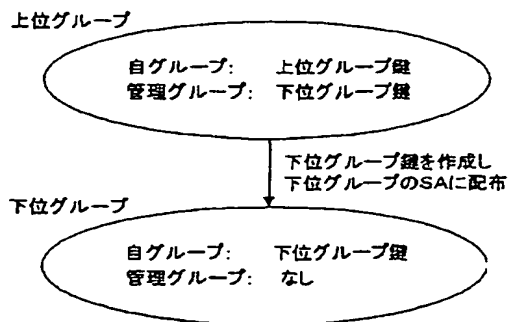 上位グループ
自グループ: 上位グループ鍵
管理グループ: 下位グループ鍵
下位グループ鍵を作成し
下位グループのSAに配布
下位グループ
自グループ: 下位グループ鍵
管理グループ: なし